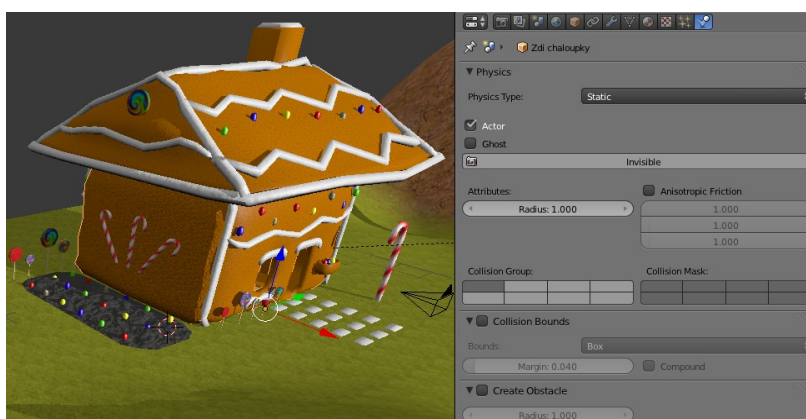 Zdi chaloupky
Physics
Physics Type: Static
Actor
Ghost
Invisible
Attributes: Anisotropic Friction
Radius: 1.000 1.000
1.000
1.000
Collision Group: Collision Mask:
Collision Bounds
Bounds: Box
Margin: 0.040 Compound
Create Obstacle
Radius: 1.000